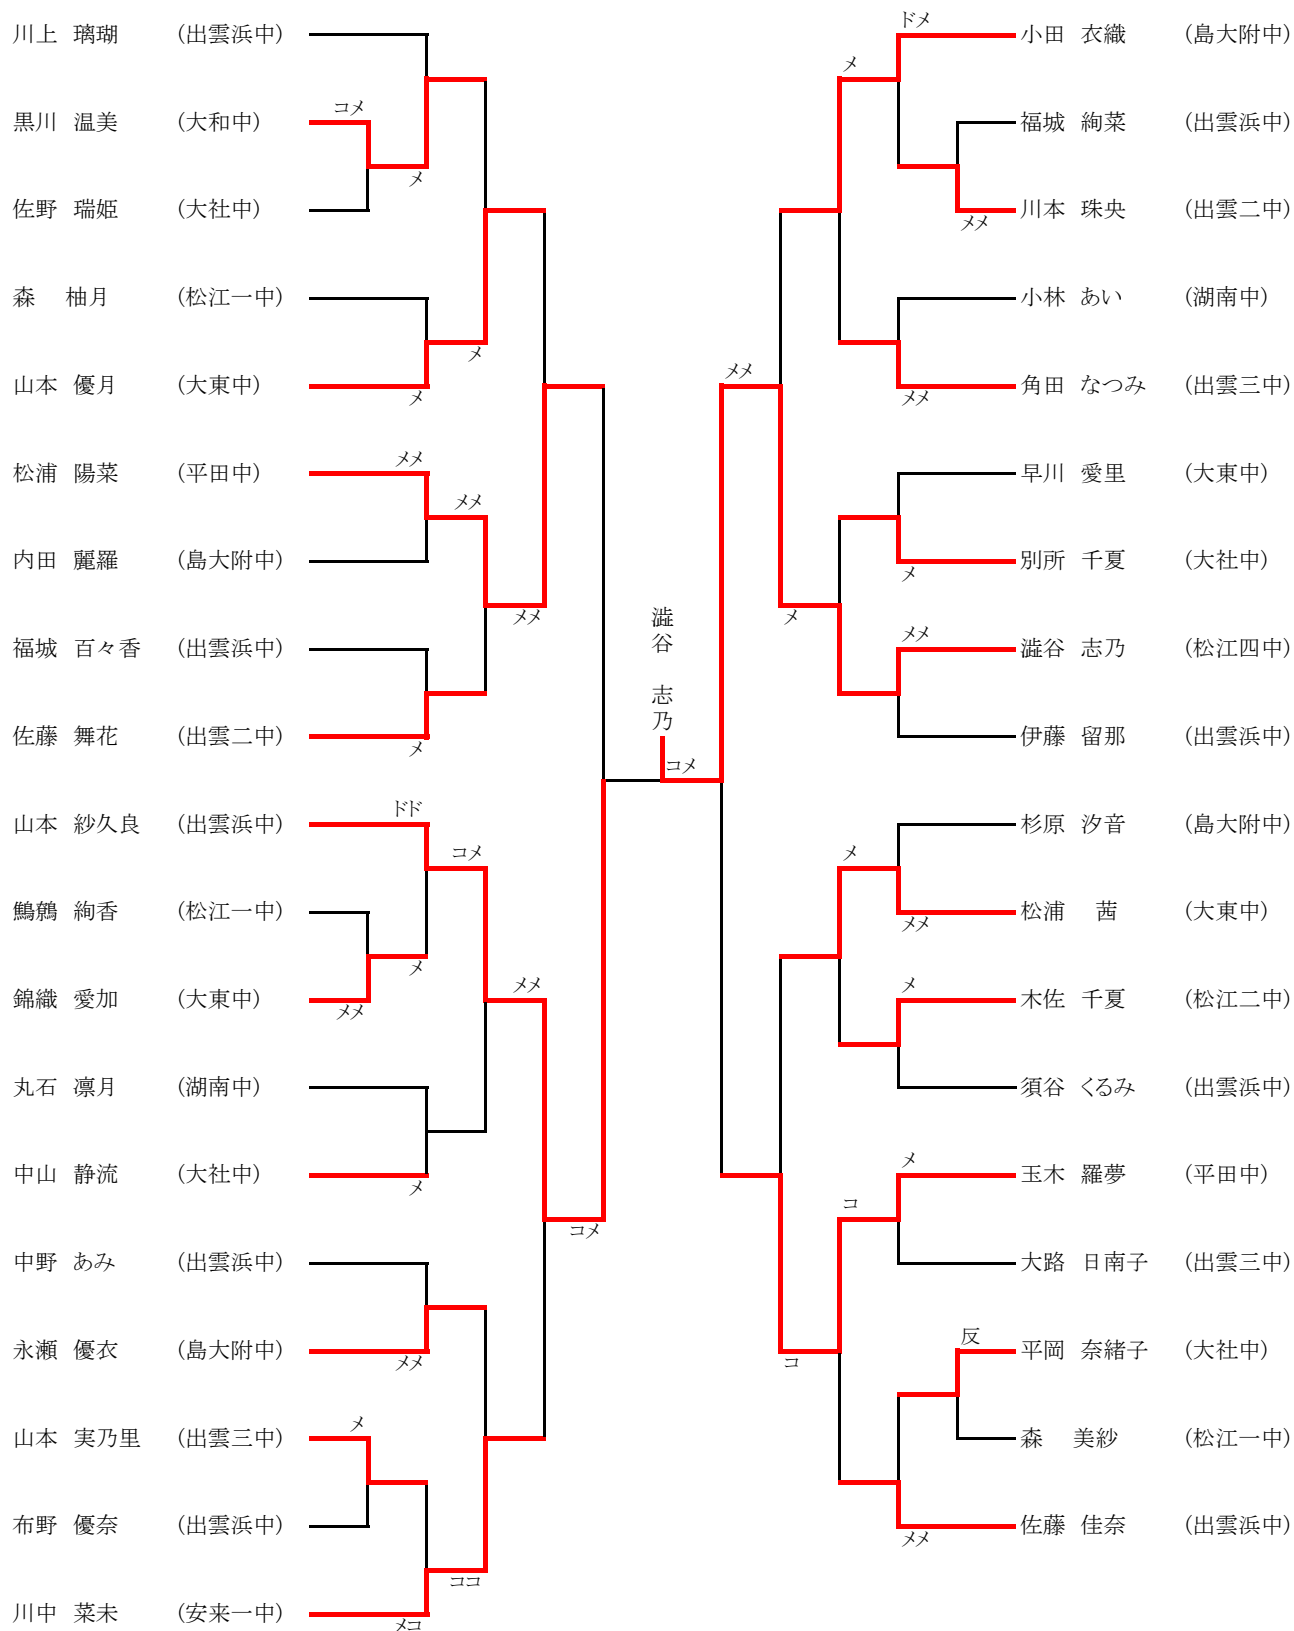 川上 璃瑚 (出雲浜中)
黒川 温美 (大和中)
佐野 瑞姫 (大社中)
森 柚月 (松江一中)
山本 優月 (大東中)
松浦 陽菜 (平田中)
内田 麗羅 (島大附中)
福城 百々香 (出雲浜中)
佐藤 舞花 (出雲二中)
山本 紗久良 (出雲浜中)
鷦鷯 絢香 (松江一中)
錦織 愛加 (大東中)
丸石 凛月 (湖南中)
中山 静流 (大社中)
中野 あみ (出雲浜中)
永瀬 優衣 (島大附中)
山本 実乃里 (出雲三中)
布野 優奈 (出雲浜中)
川中 菜未 (安来一中)
コメ
メ
メ
メ
メメ
メメ
メメ
メ
ドド
コメ
メ
メメ
メメ
メ
コメ
メメ
メ
ココ
メコ
澁谷 志乃
コメ
ドメ
メ
メメ
メメ
メメ
メ
メメ
メ
メ
メメ
メ
メ
コ
反
コ
メメ
小田 衣織 (島大附中)
福城 絢菜 (出雲浜中)
川本 珠央 (出雲二中)
小林 あい (湖南中)
角田 なつみ (出雲三中)
早川 愛里 (大東中)
別所 千夏 (大社中)
澁谷 志乃 (松江四中)
伊藤 留那 (出雲浜中)
杉原 汐音 (島大附中)
松浦 茜 (大東中)
木佐 千夏 (松江二中)
須谷 くるみ (出雲浜中)
玉木 羅夢 (平田中)
大路 日南子 (出雲三中)
平岡 奈緒子 (大社中)
森 美紗 (松江一中)
佐藤 佳奈 (出雲浜中)